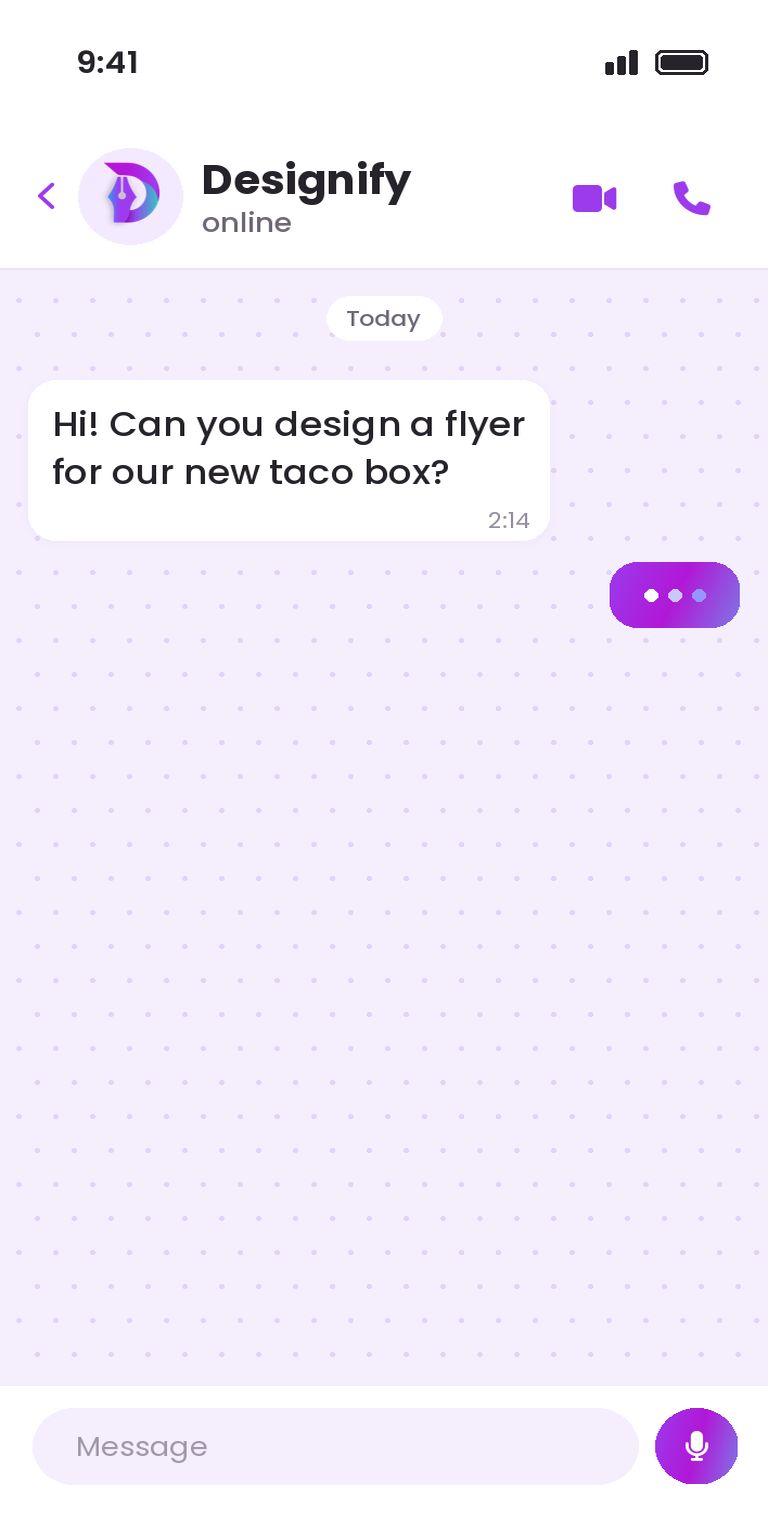 9:41
Designify
online
Today
Hi! Can you design a flyer
for our new taco box?
2:14
Message